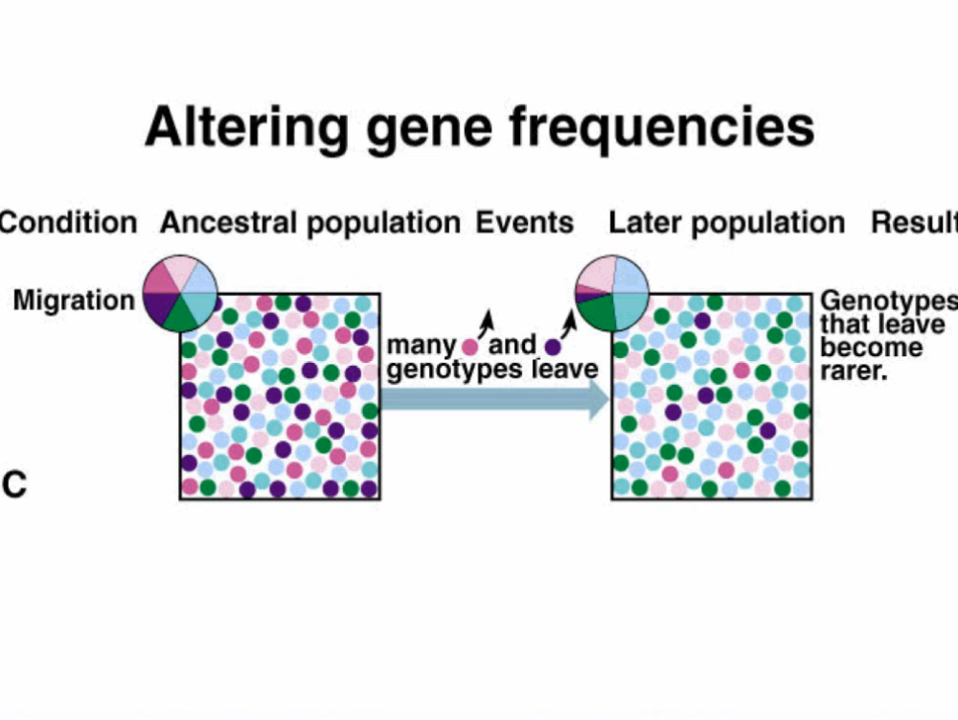 Altering gene frequencies
Condition Ancestral population Events Later population Result
Migration
many and
genotypes leave
Genotypes
that leave
become
rarer.
C